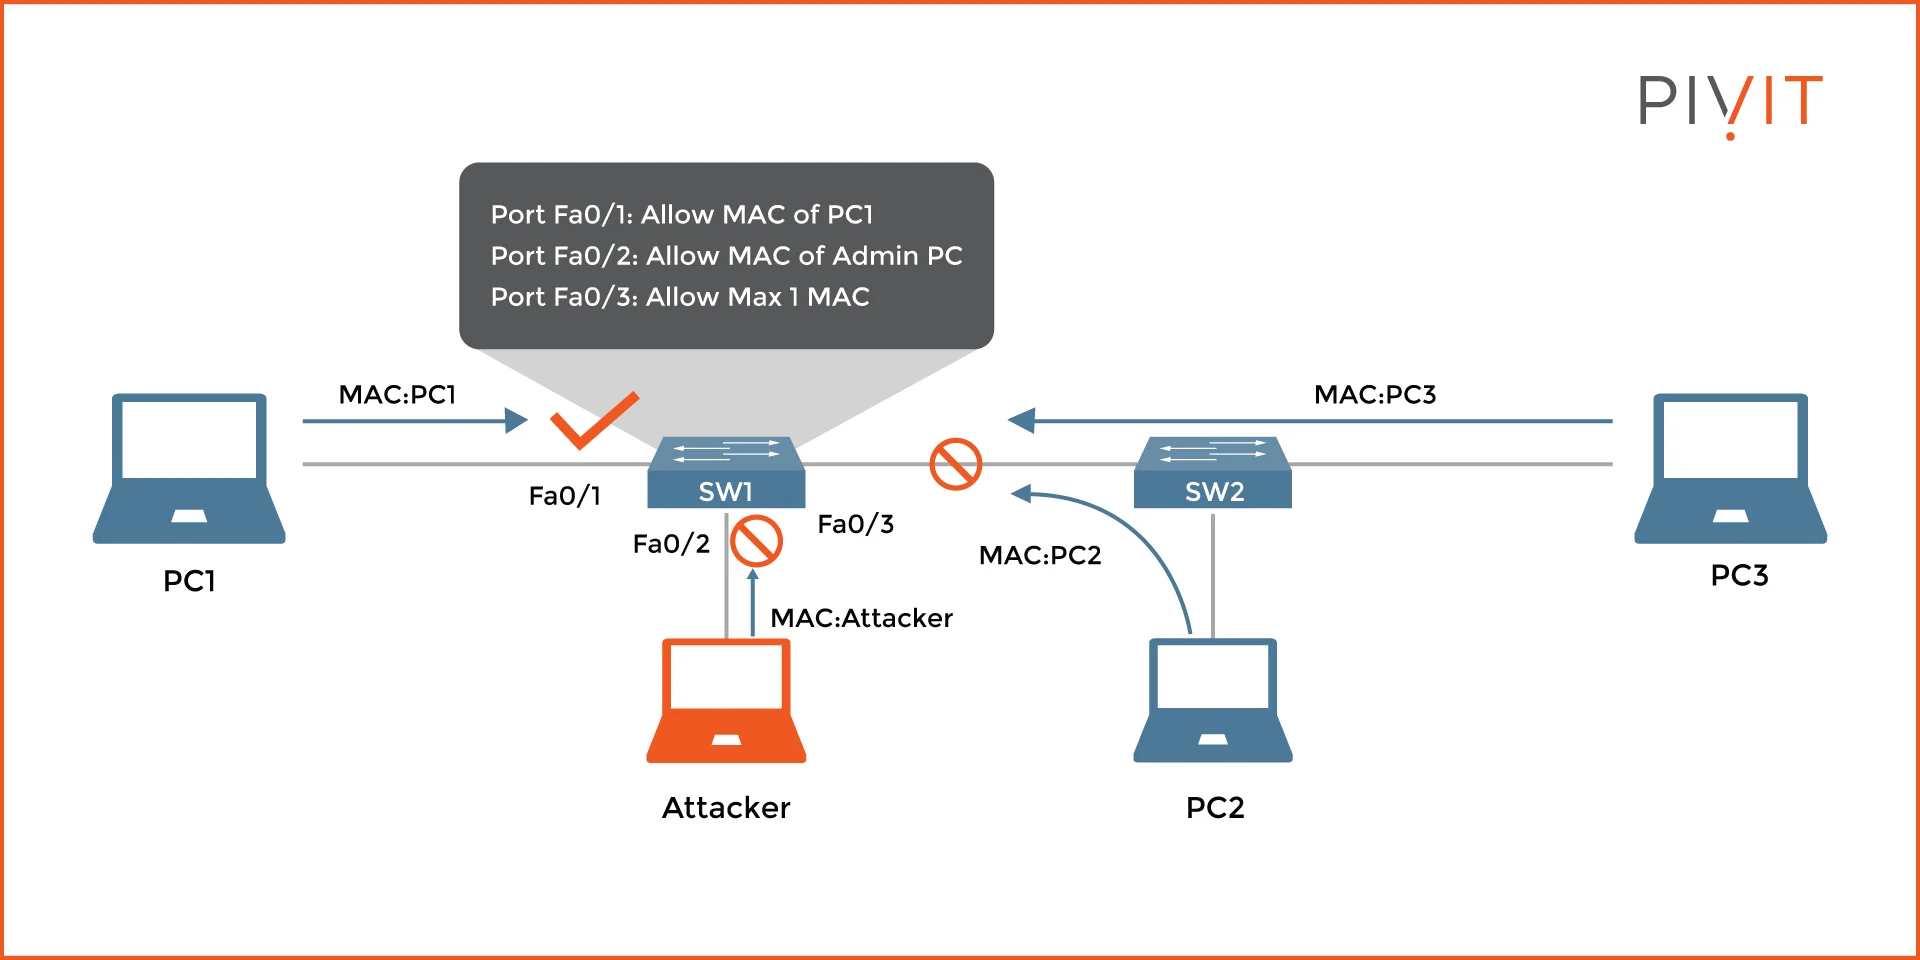 PIVIT
Port Fa0/1: Allow MAC of PC1
Port Fa0/2: Allow MAC of Admin PC
Port Fa0/3: Allow Max 1 MAC
MAC:PC1
MAC:PC3
SW1
SW2
Fa0/1
Fa0/2
Fa0/3
MAC:PC2
PC1
PC3
MAC:Attacker
Attacker
PC2